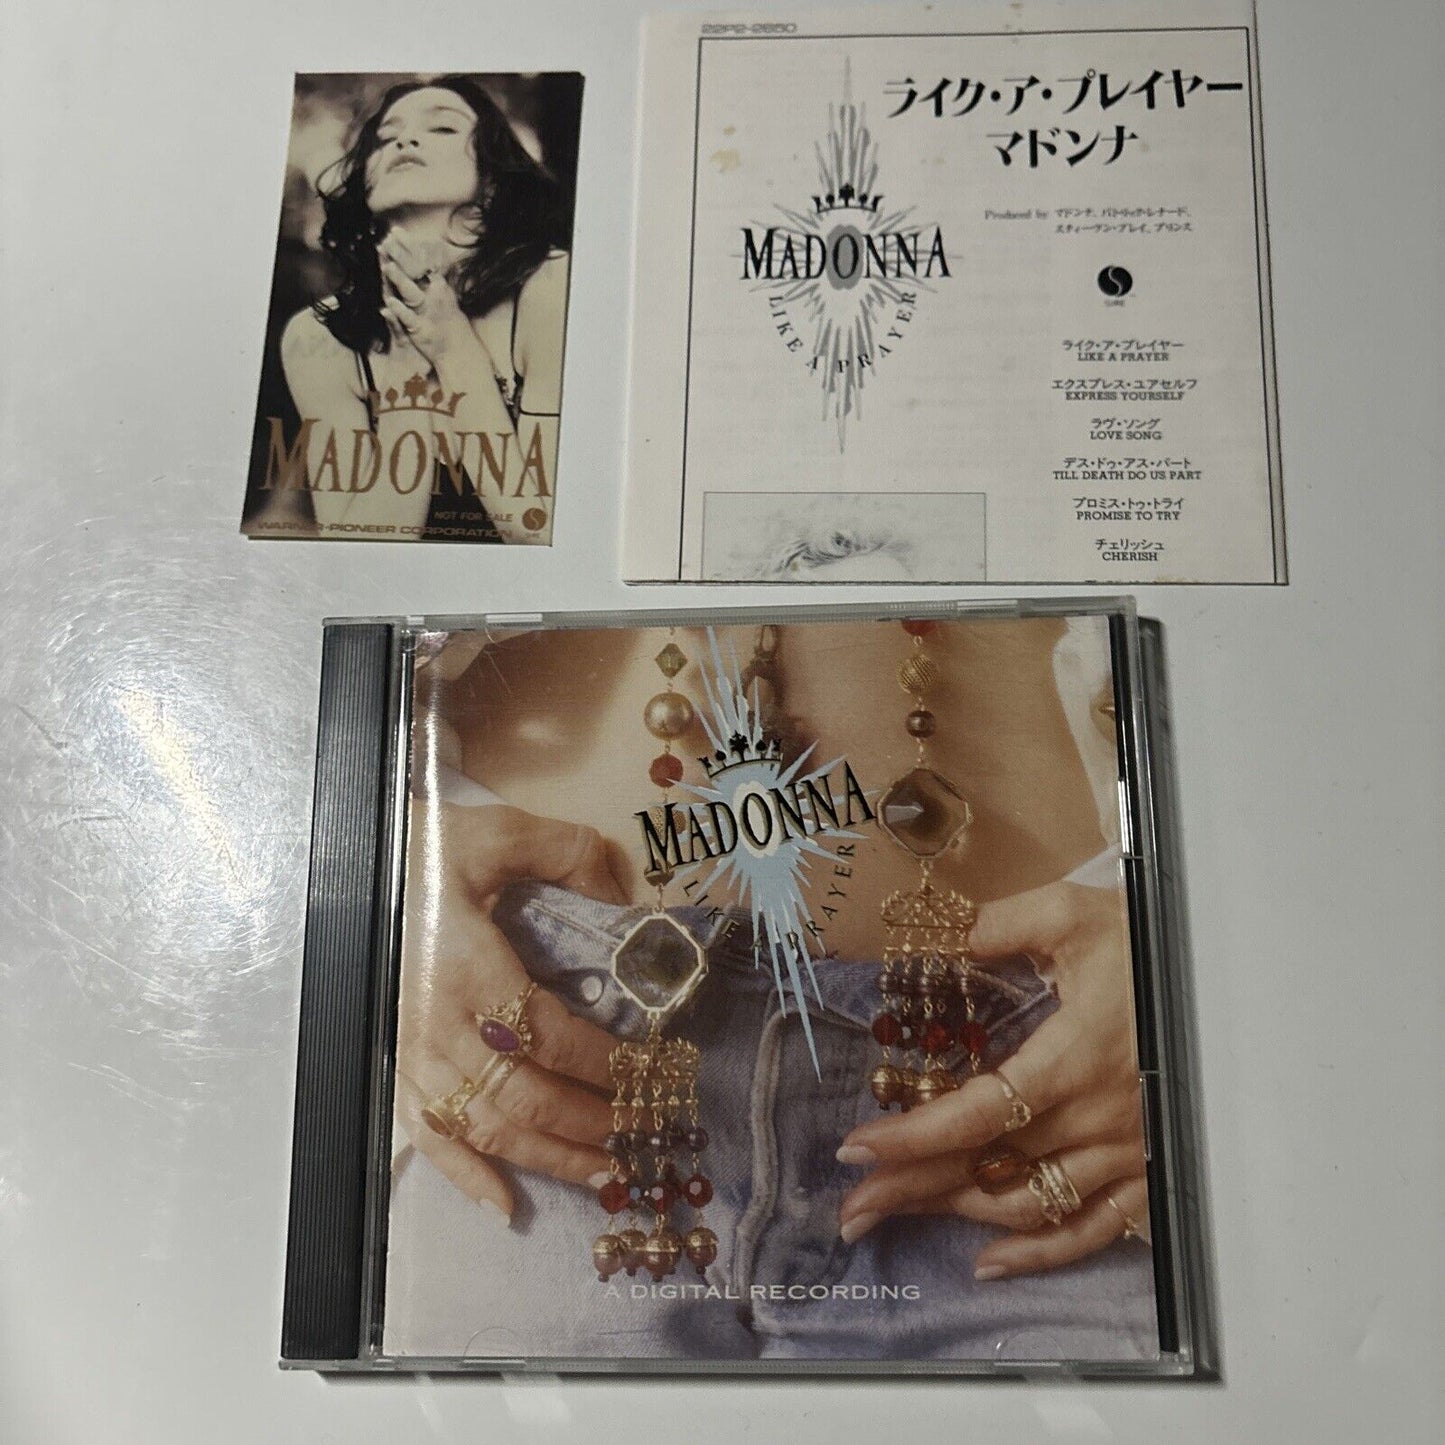 MADONNA
NOT FOR SALE
WARNER-PIONEER CORPORATION
SIRE
22P2-2650
ライク・ア・プレイヤー
マドンナ
Produced by マドンナ、パトリック・レナード、
スティーヴン・ブレイ、プリンス
MADONNA
LIKE A PRAYER
SIRE
ライク・ア・プレイヤー
LIKE A PRAYER
エクスプレス・ユアセルフ
EXPRESS YOURSELF
ラヴ・ソング
LOVE SONG
デス・ドゥ・アス・パート
TILL DEATH DO US PART
プロミス・トゥ・トライ
PROMISE TO TRY
チェリッシュ
CHERISH
MADONNA
LIKE A PRAYER
A DIGITAL RECORDING